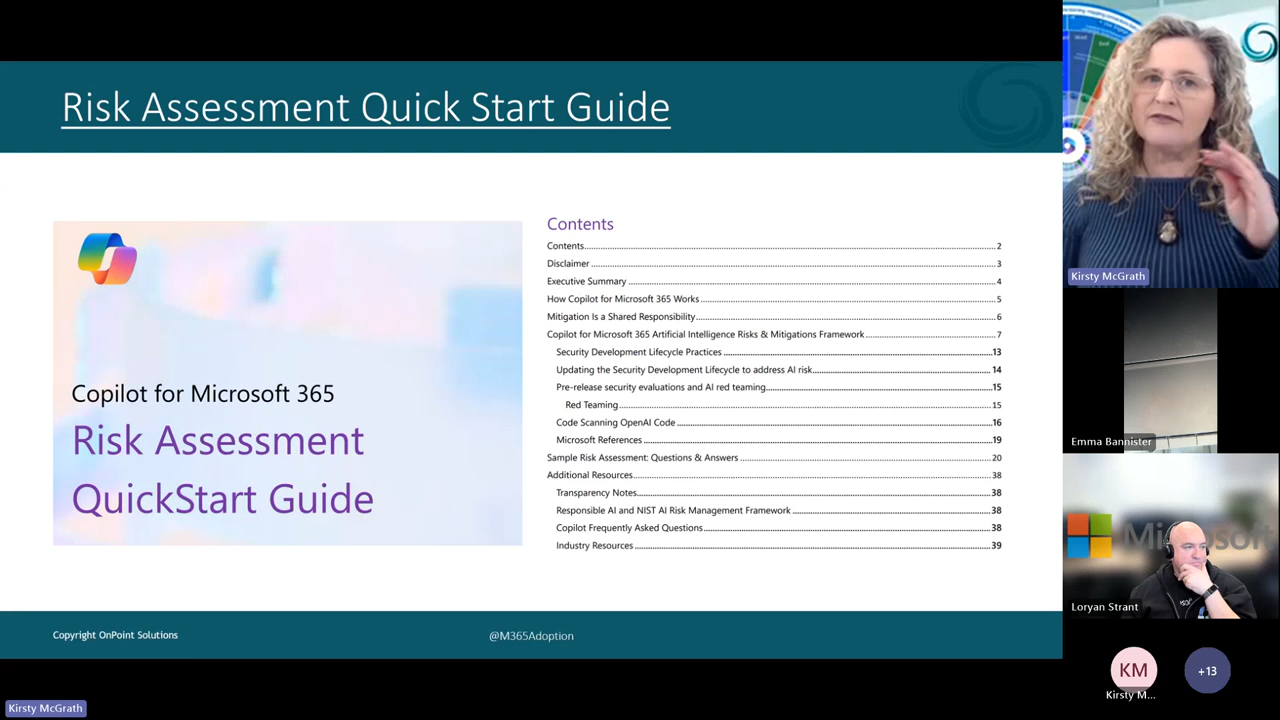 Risk Assessment Quick Start Guide
Copilot for Microsoft 365
Risk Assessment
QuickStart Guide
Contents
Contents 2
Disclaimer 3
Executive Summary 4
How Copilot for Microsoft 365 Works 5
Mitigation Is a Shared Responsibility 6
Copilot for Microsoft 365 Artificial Intelligence Risks & Mitigations Framework 7
Security Development Lifecycle Practices 13
Updating the Security Development Lifecycle to address AI risk 14
Pre-release security evaluations and AI red teaming 15
Red Teaming 15
Code Scanning OpenAI Code 16
Microsoft References 19
Sample Risk Assessment: Questions & Answers 20
Additional Resources 38
Transparency Notes 38
Responsible AI and NIST AI Risk Management Framework 38
Copilot Frequently Asked Questions 38
Industry Resources 39
Copyright OnPoint Solutions
@M365Adoption
Kirsty McGrath
Kirsty McGrath
Emma Bannister
Microsoft
Loryan Strant
KM
Kirsty M...
+13